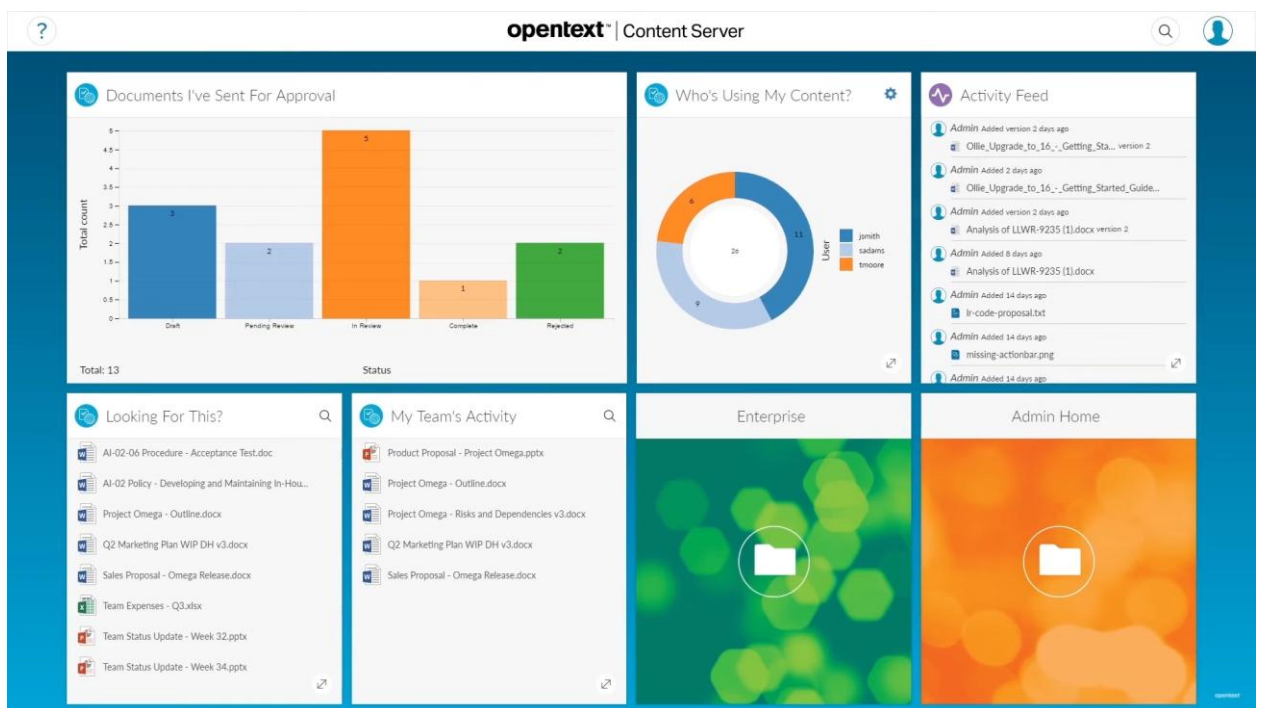 ?
opentext™ | Content Server
Documents I've Sent For Approval
Total count
5
4.5
4
3.5
3
2.5
2
1.5
1
0.5
0
3
2
5
1
2
Draft
Pending Review
In Review
Complete
Rejected
Total: 13
Status
Who's Using My Content?
6
11
26
9
User
jsmith
sadams
tmoore
Activity Feed
Admin Added version 2 days ago
Ollie_Upgrade_to_16_-_Getting_Sta... version 2
Admin Added 2 days ago
Ollie_Upgrade_to_16_-_Getting_Started_Guide...
Admin Added version 2 days ago
Analysis of LLWR-9235 (1).docx version 2
Admin Added 8 days ago
Analysis of LLWR-9235 (1).docx
Admin Added 14 days ago
lr-code-proposal.txt
Admin Added 14 days ago
missing-actionbar.png
Admin Added 14 days ago
Looking For This?
AI-02-06 Procedure - Acceptance Test.doc
AI-02 Policy - Developing and Maintaining In-Hou...
Project Omega - Outline.docx
Q2 Marketing Plan WIP DH v3.docx
Sales Proposal - Omega Release.docx
Team Expenses - Q3.xlsx
Team Status Update - Week 32.pptx
Team Status Update - Week 34.pptx
My Team's Activity
Product Proposal - Project Omega.pptx
Project Omega - Outline.docx
Project Omega - Risks and Dependencies v3.docx
Q2 Marketing Plan WIP DH v3.docx
Sales Proposal - Omega Release.docx
Enterprise
Admin Home
opentext